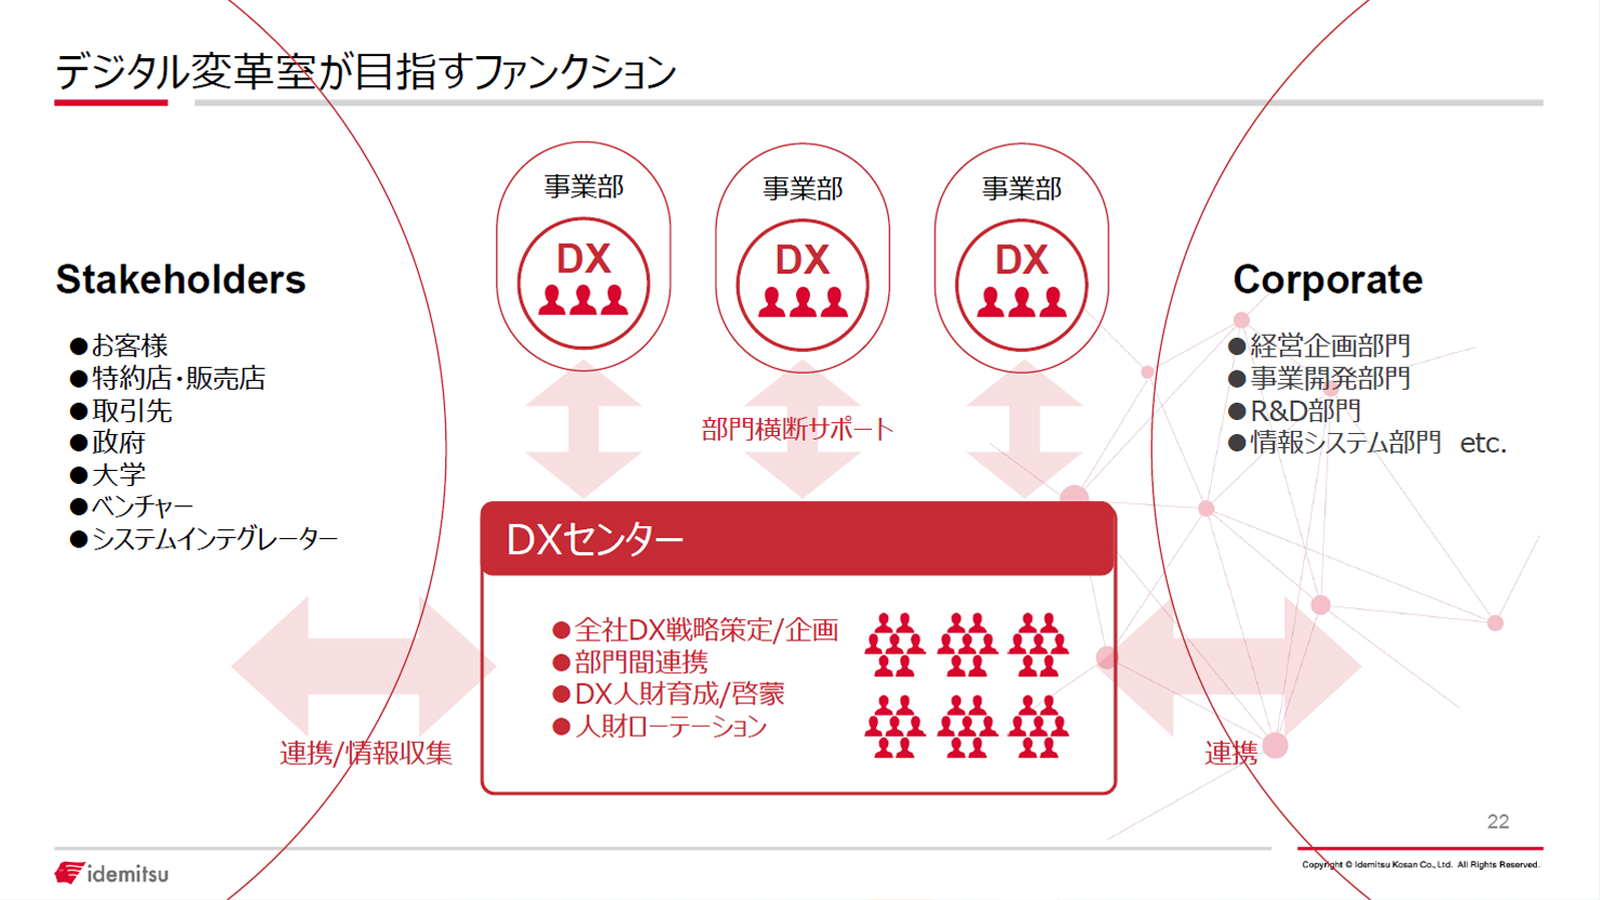 デジタル変革室が目指すファンクション
事業部
DX
事業部
DX
事業部
DX
Stakeholders
●お客様
●特約店・販売店
●取引先
●政府
●大学
●ベンチャー
●システムインテグレーター
Corporate
●経営企画部門
●事業開発部門
●R&D部門
●情報システム部門 etc.
部門横断サポート
DXセンター
●全社DX戦略策定/企画
●部門間連携
●DX人財育成/啓蒙
●人財ローテーション
連携/情報収集
連携
22
idemitsu
Copyright © Idemitsu Kosan Co., Ltd. All Rights Reserved.